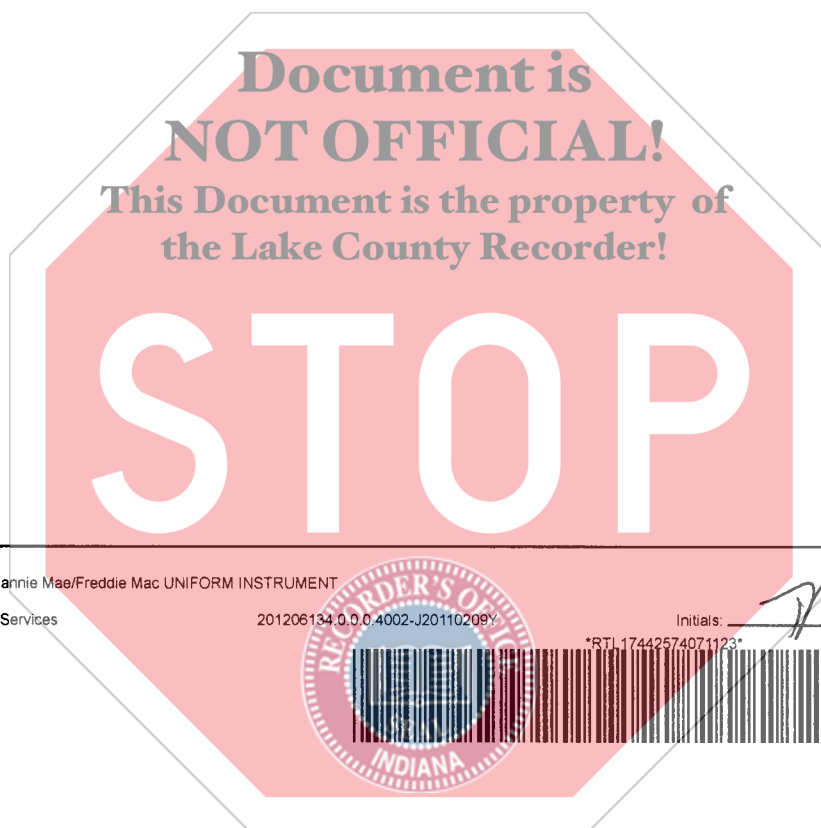 Document is
NOT OFFICIAL!
This Document is the property of
the Lake County Recorder!
STOP
annie Mae/Freddie Mac UNIFORM INSTRUMENT
Services 201206134.0.0.0.4002-J20110209Y Initials:
*RTL17442574071123*
RECORDER'S OFFICE
SEAL
INDIANA